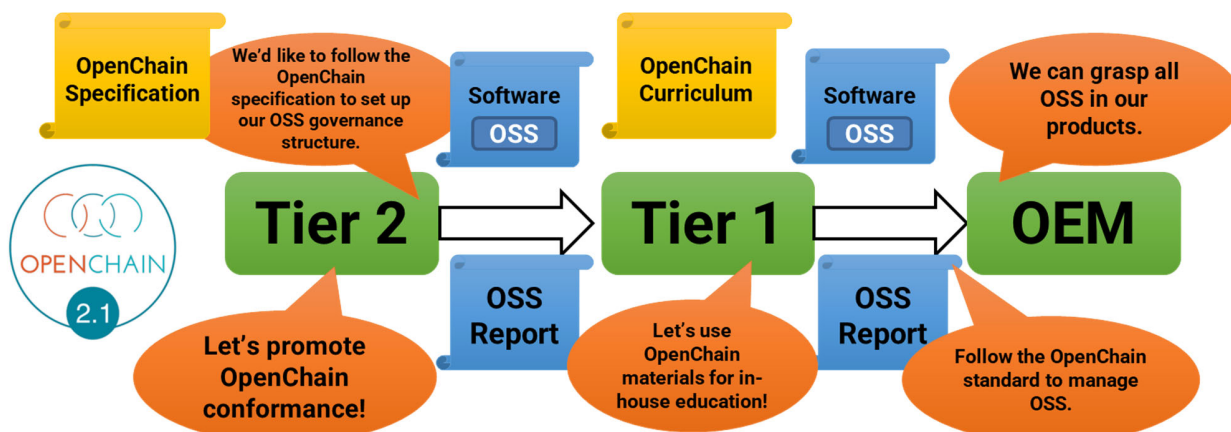 OpenChain
Specification
We'd like to follow the
OpenChain
specification to set up
our OSS governance
structure.
Software
OSS
OpenChain
Curriculum
Software
OSS
We can grasp all
OSS in our
products.
OPENCHAIN
2.1
Tier 2
Tier 1
OEM
Let's promote
OpenChain
conformance!
OSS
Report
Let's use
OpenChain
materials for in-
house education!
OSS
Report
Follow the OpenChain
standard to manage
OSS.